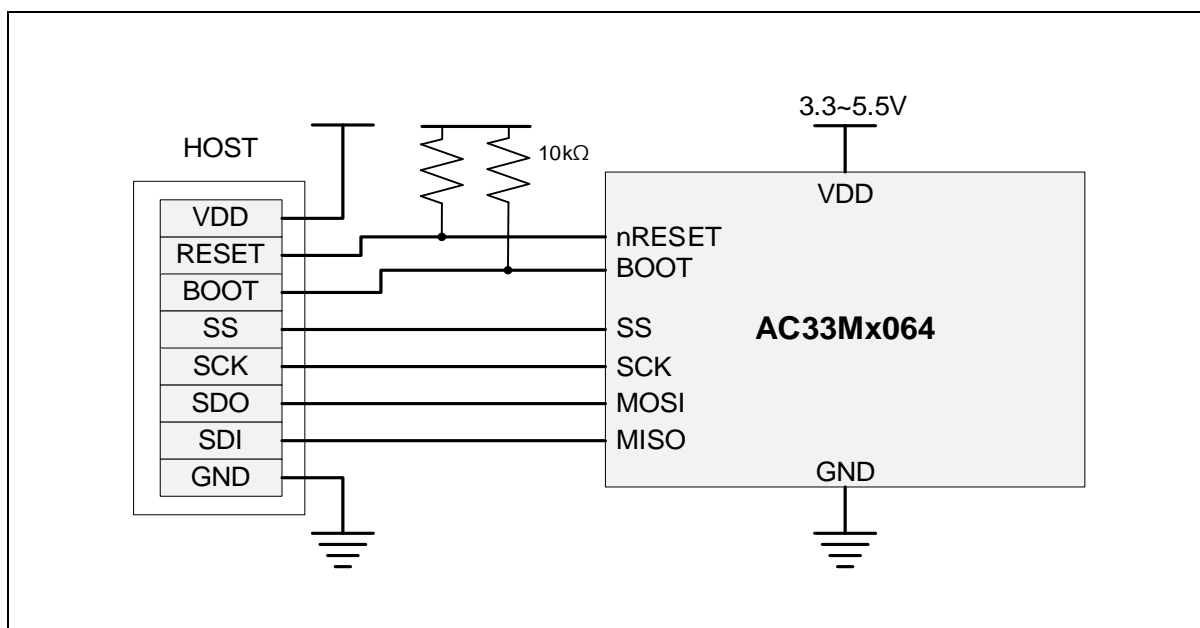 HOST
VDD
RESET
BOOT
SS
SCK
SDO
SDI
GND
10kΩ
3.3~5.5V
VDD
nRESET
BOOT
SS
SCK
MOSI
MISO
AC33Mx064
GND